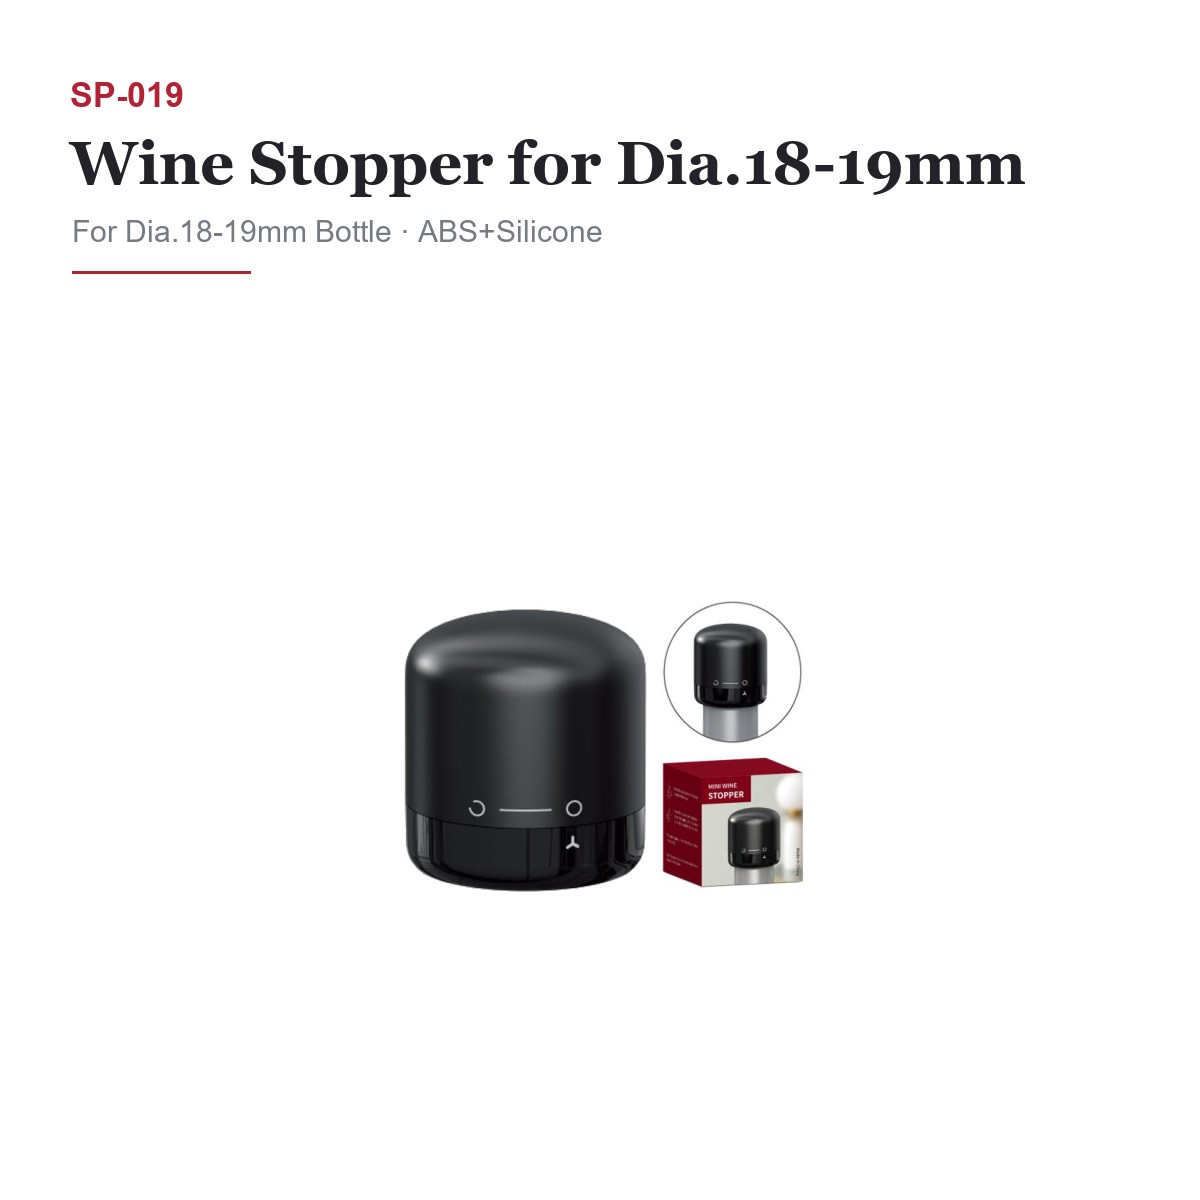 SP-019
Wine Stopper for Dia.18-19mm
For Dia.18-19mm Bottle · ABS+Silicone
MINI WINE
STOPPER